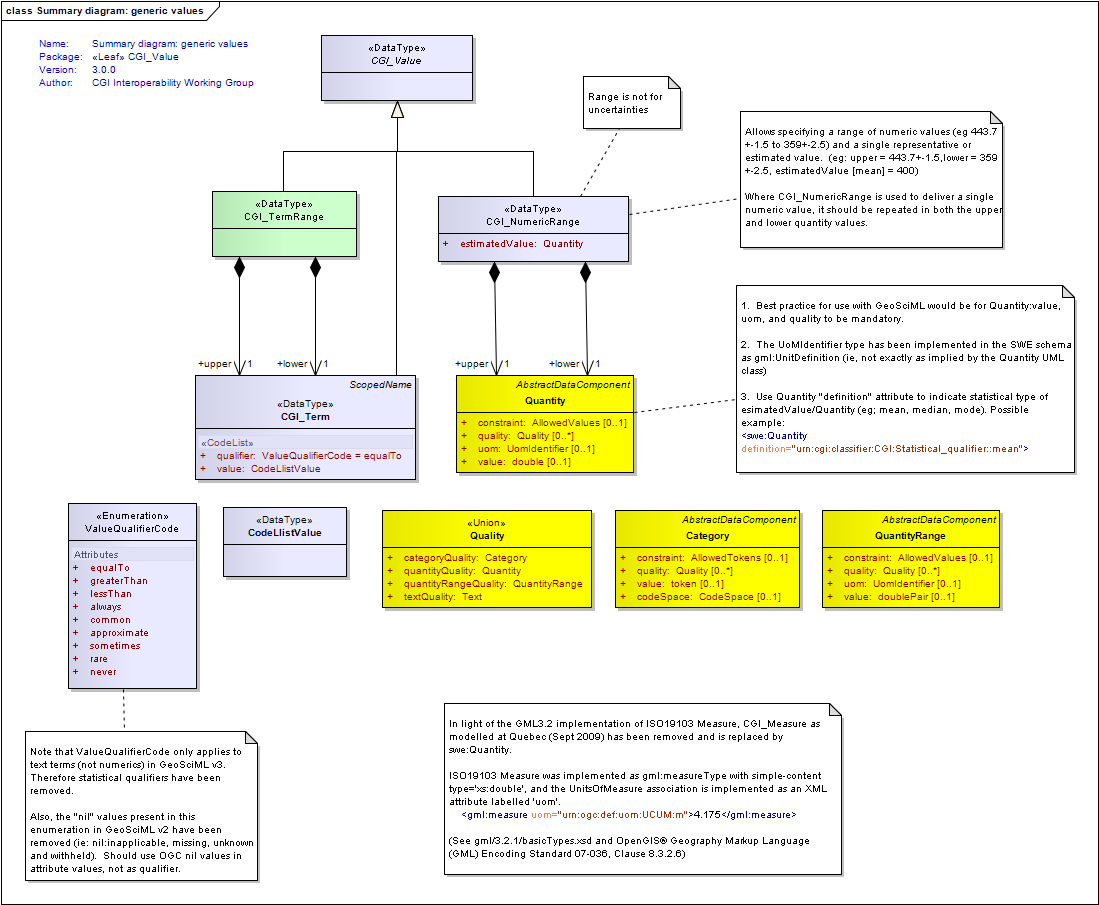 class Summary diagram: generic values
Name: Summary diagram: generic values
Package: «Leaf» CGI_Value
Version: 3.0.0
Author: CGI Interoperability Working Group
«DataType»
CGI_Value
Range is not for
uncertainties
Allows specifying a range of numeric values (eg 443.7
+-1.5 to 359+-2.5) and a single representative or
estimated value. (eg: upper = 443.7+-1.5,lower = 359
+-2.5, estimatedValue [mean] = 400)
Where CGI_NumericRange is used to deliver a single
numeric value, it should be repeated in both the upper
and lower quantity values.
«DataType»
CGI_TermRange
«DataType»
CGI_NumericRange
+ estimatedValue: Quantity
+upper 1
+lower 1
+upper 1
+lower 1
1. Best practice for use with GeoSciML would be for Quantity:value,
uom, and quality to be mandatory.
2. The UoMIdentifier type has been implemented in the SWE schema
as gml:UnitDefinition (ie, not exactly as implied by the Quantity UML
class)
3. Use Quantity "definition" attribute to indicate statistical type of
esimatedValue/Quantity (eg; mean, median, mode). Possible
example:
<swe:Quantity
definition="urn:cgi:classifier:CGI:Statistical_qualifier::mean">
ScopedName
«DataType»
CGI_Term
«CodeList»
+ qualifier: ValueQualifierCode = equalTo
+ value: CodeLlistValue
AbstractDataComponent
Quantity
+ constraint: AllowedValues [0..1]
+ quality: Quality [0..*]
+ uom: UomIdentifier [0..1]
+ value: double [0..1]
«Enumeration»
ValueQualifierCode
Attributes
+ equalTo
+ greaterThan
+ lessThan
+ always
+ common
+ approximate
+ sometimes
+ rare
+ never
«DataType»
CodeLlistValue
«Union»
Quality
+ categoryQuality: Category
+ quantityQuality: Quantity
+ quantityRangeQuality: QuantityRange
+ textQuality: Text
AbstractDataComponent
Category
+ constraint: AllowedTokens [0..1]
+ quality: Quality [0..*]
+ value: token [0..1]
+ codeSpace: CodeSpace [0..1]
AbstractDataComponent
QuantityRange
+ constraint: AllowedValues [0..1]
+ quality: Quality [0..*]
+ uom: UomIdentifier [0..1]
+ value: doublePair [0..1]
Note that ValueQualifierCode only applies to
text terms (not numerics) in GeoSciML v3.
Therefore statistical qualifiers have been
removed.
Also, the "nil" values present in this
enumeration in GeoSciML v2 have been
removed (ie: nil:inapplicable, missing, unknown
and withheld). Should use OGC nil values in
attribute values, not as qualifier.
In light of the GML3.2 implementation of ISO19103 Measure, CGI_Measure as
modelled at Quebec (Sept 2009) has been removed and is replaced by
swe:Quantity.
ISO19103 Measure was implemented as gml:measureType with simple-content
type='xs:double', and the UnitsOfMeasure association is implemented as an XML
attribute labelled 'uom'.
<gml:measure uom="urn:ogc:def:uom:UCUM:m">4.175</gml:measure>
(See gml/3.2.1/basicTypes.xsd and OpenGIS® Geography Markup Language
(GML) Encoding Standard 07-036, Clause 8.3.2.6)